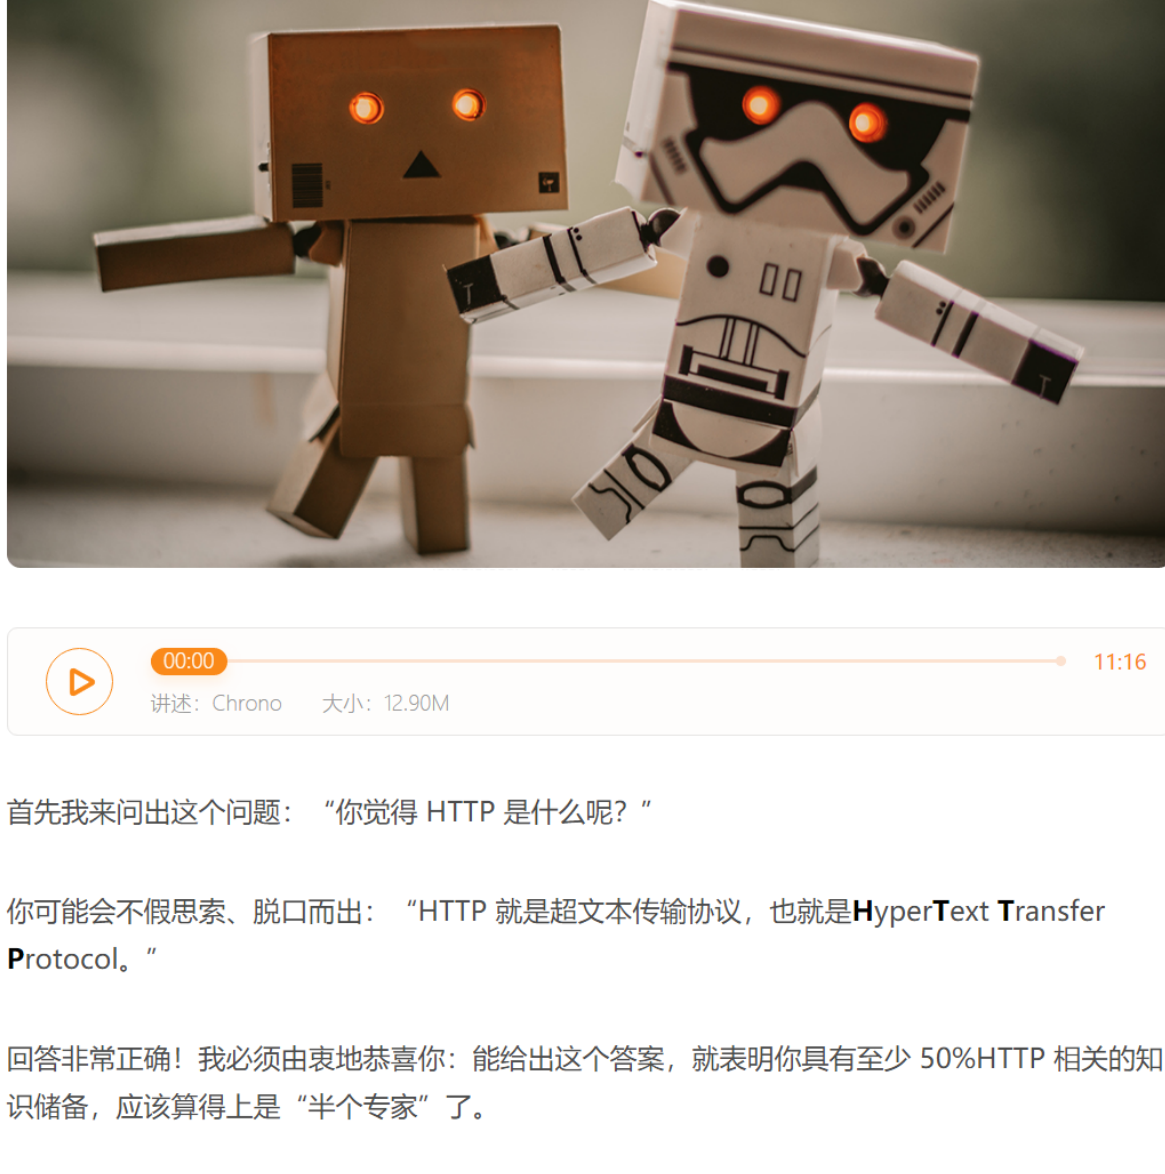 T
T
00:00
11:16
讲述：Chrono 大小：12.90M
首先我来问出这个问题：“你觉得 HTTP 是什么呢？”
你可能会不假思索、脱口而出：“HTTP 就是超文本传输协议，也就是HyperText Transfer
Protocol。”
回答非常正确！我必须由衷地恭喜你：能给出这个答案，就表明你具有至少 50%HTTP 相关的知
识储备，应该算得上是“半个专家”了。